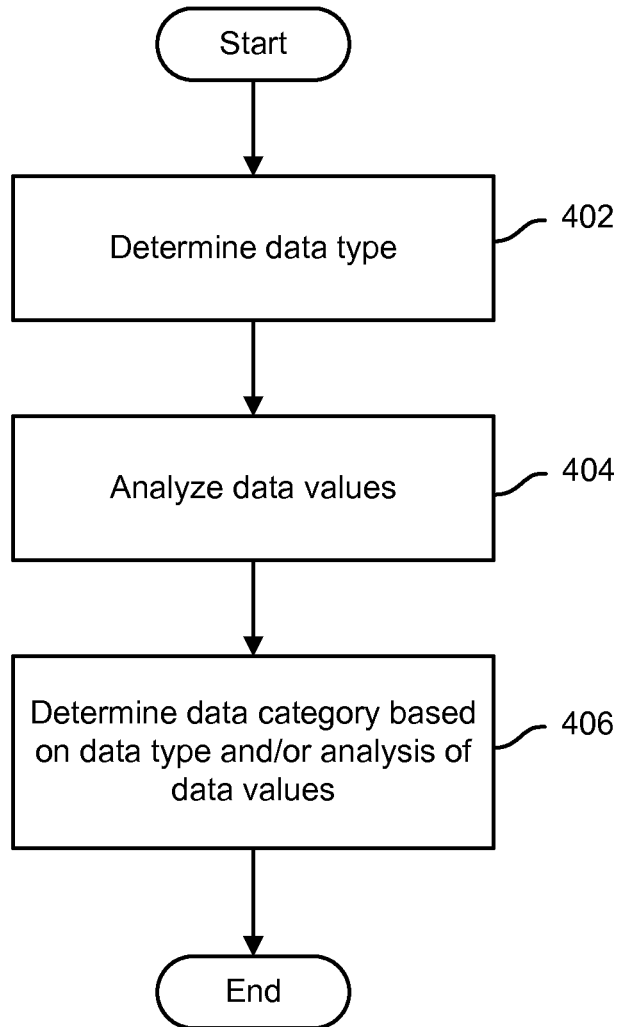 Start
Determine data type
402
Analyze data values
404
Determine data category based
on data type and/or analysis of
data values
406
End